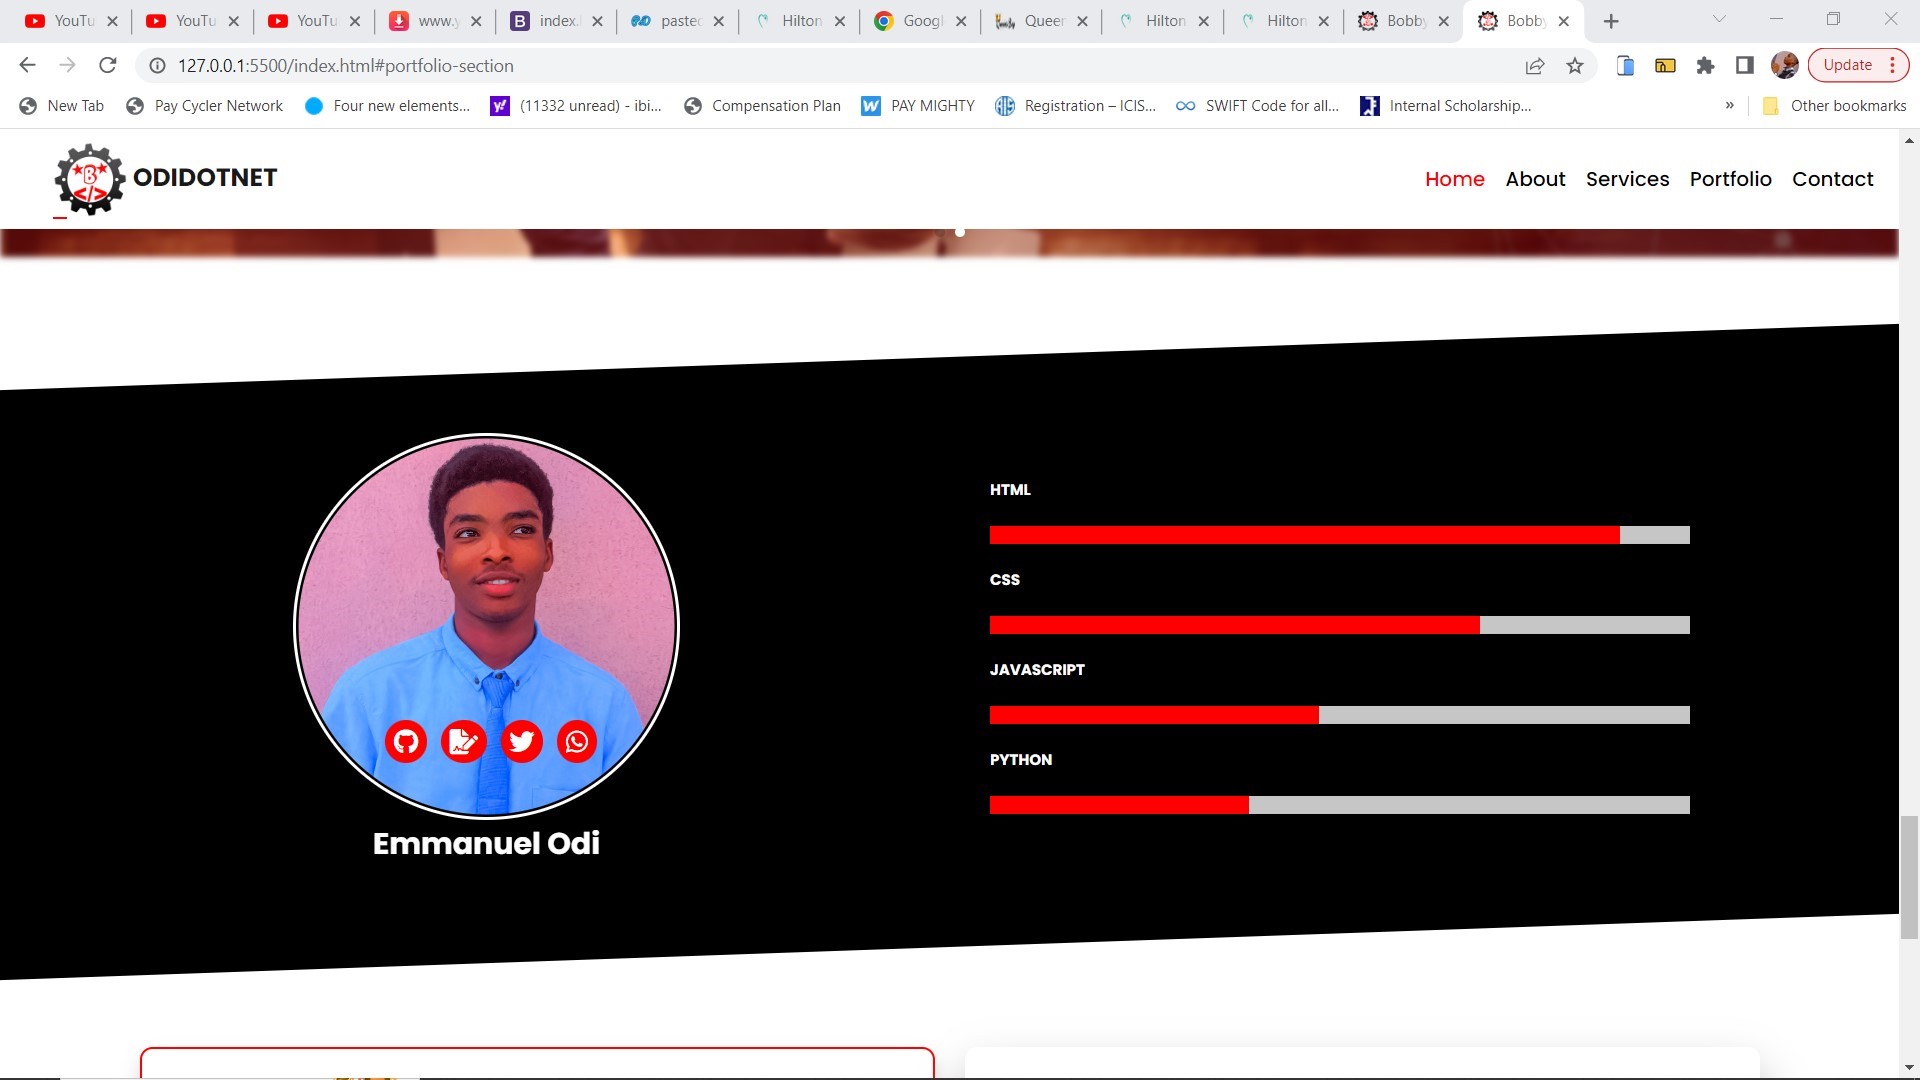 YouTu YouTu YouTu www.y index. pasted Hilton Googl Queer Hilton Hilton Bobby Bobby
127.0.0.1:5500/index.html#portfolio-section Update
New Tab Pay Cycler Network Four new elements... (11332 unread) - ibi... Compensation Plan PAY MIGHTY Registration – ICIS... SWIFT Code for all... Internal Scholarship... » Other bookmarks
B </> ODIDOTNET Home About Services Portfolio Contact
HTML
CSS
JAVASCRIPT
PYTHON
Emmanuel Odi